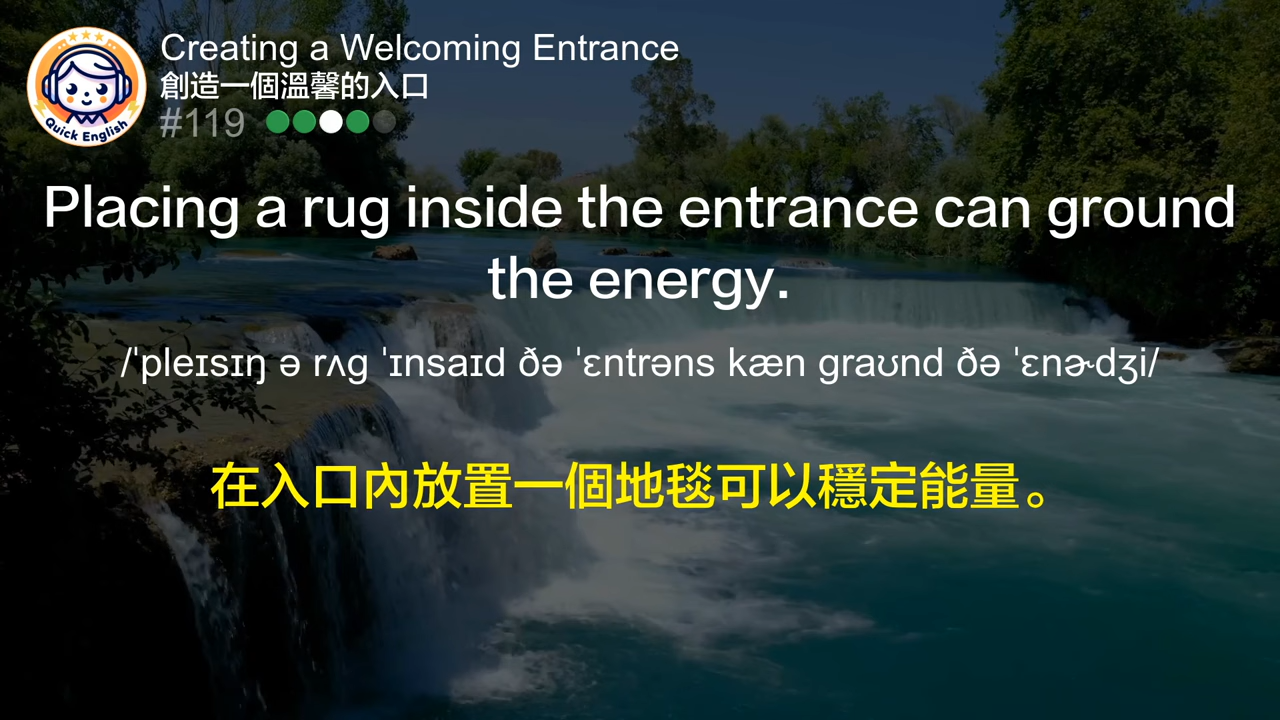 Creating a Welcoming Entrance
創造一個溫馨的入口
#119
Quick English
Placing a rug inside the entrance can ground
the energy.
/ˈpleɪsɪŋ ə rʌg ˈɪnsaɪd ðə ˈɛntrəns kæn graʊnd ðə ˈɛnɚdʒi/
在入口內放置一個地毯可以穩定能量。